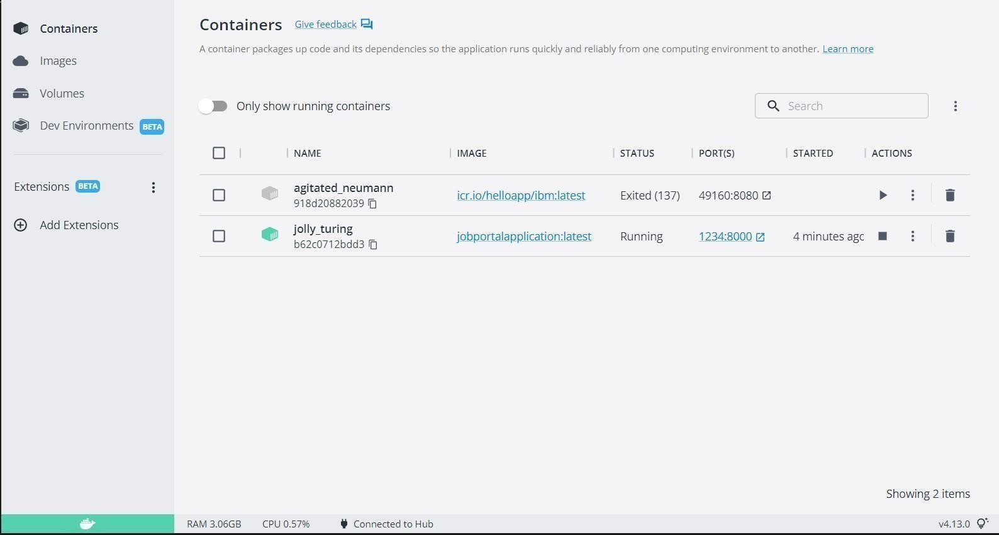 Containers
Images
Volumes
Dev Environments BETA
Extensions BETA
Add Extensions
Containers Give feedback
A container packages up code and its dependencies so the application runs quickly and reliably from one computing environment to another. Learn more
Only show running containers
Search
NAME IMAGE STATUS PORT(S) STARTED ACTIONS
agitated_neumann
918d20882039
icr.io/helloapp/ibm:latest Exited (137) 49160:8080
jolly_turing
b62c0712bdd3
jobportalapplication:latest Running 1234:8000 4 minutes agc
Showing 2 items
RAM 3.06GB CPU 0.57% Connected to Hub v4.13.0